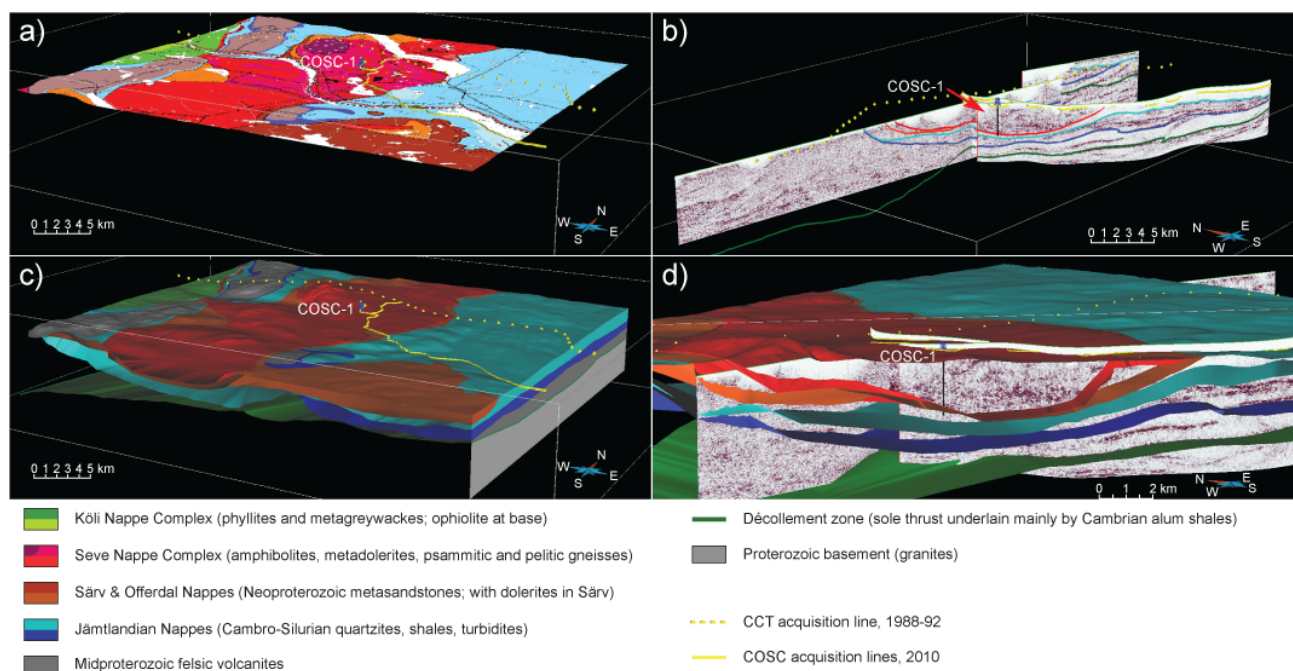 a)
COSC-1
0 1 2 3 4 5 km
N
W
E
S
b)
COSC-1
0 1 2 3 4 5 km
N
E
W
S
c)
COSC-1
0 1 2 3 4 5 km
N
W
E
S
d)
COSC-1
0 1 2 km
N
E
W
S
Köli Nappe Complex (phyllites and metagreywackes; ophiolite at base)
Seve Nappe Complex (amphibolites, metadolerites, psammitic and pelitic gneisses)
Särv & Offerdal Nappes (Neoproterozoic metasandstones; with dolerites in Särv)
Jämtlandian Nappes (Cambro-Silurian quartzites, shales, turbidites)
Midproterozoic felsic volcanites
Décollement zone (sole thrust underlain mainly by Cambrian alum shales)
Proterozoic basement (granites)
CCT acquisition line, 1988-92
COSC acquisition lines, 2010